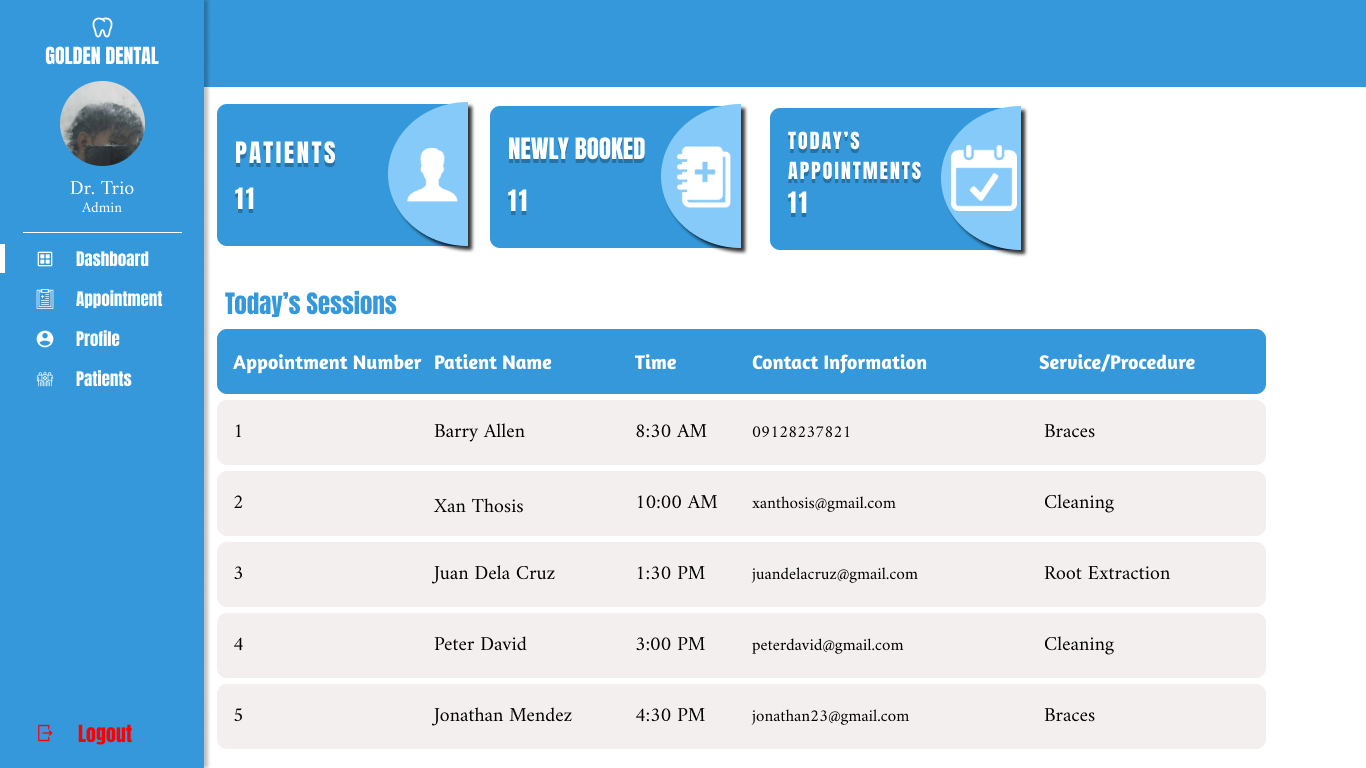 GOLDEN DENTAL
Dr. Trio
Admin
Dashboard
Appointment
Profile
Patients
Logout
PATIENTS
11
NEWLY BOOKED
11
TODAY'S
APPOINTMENTS
11
Today's Sessions
Appointment Number Patient Name Time Contact Information Service/Procedure
1 Barry Allen 8:30 AM 09128237821 Braces
2 Xan Thosis 10:00 AM xanthosis@gmail.com Cleaning
3 Juan Dela Cruz 1:30 PM juandelacruz@gmail.com Root Extraction
4 Peter David 3:00 PM peterdavid@gmail.com Cleaning
5 Jonathan Mendez 4:30 PM jonathan23@gmail.com Braces